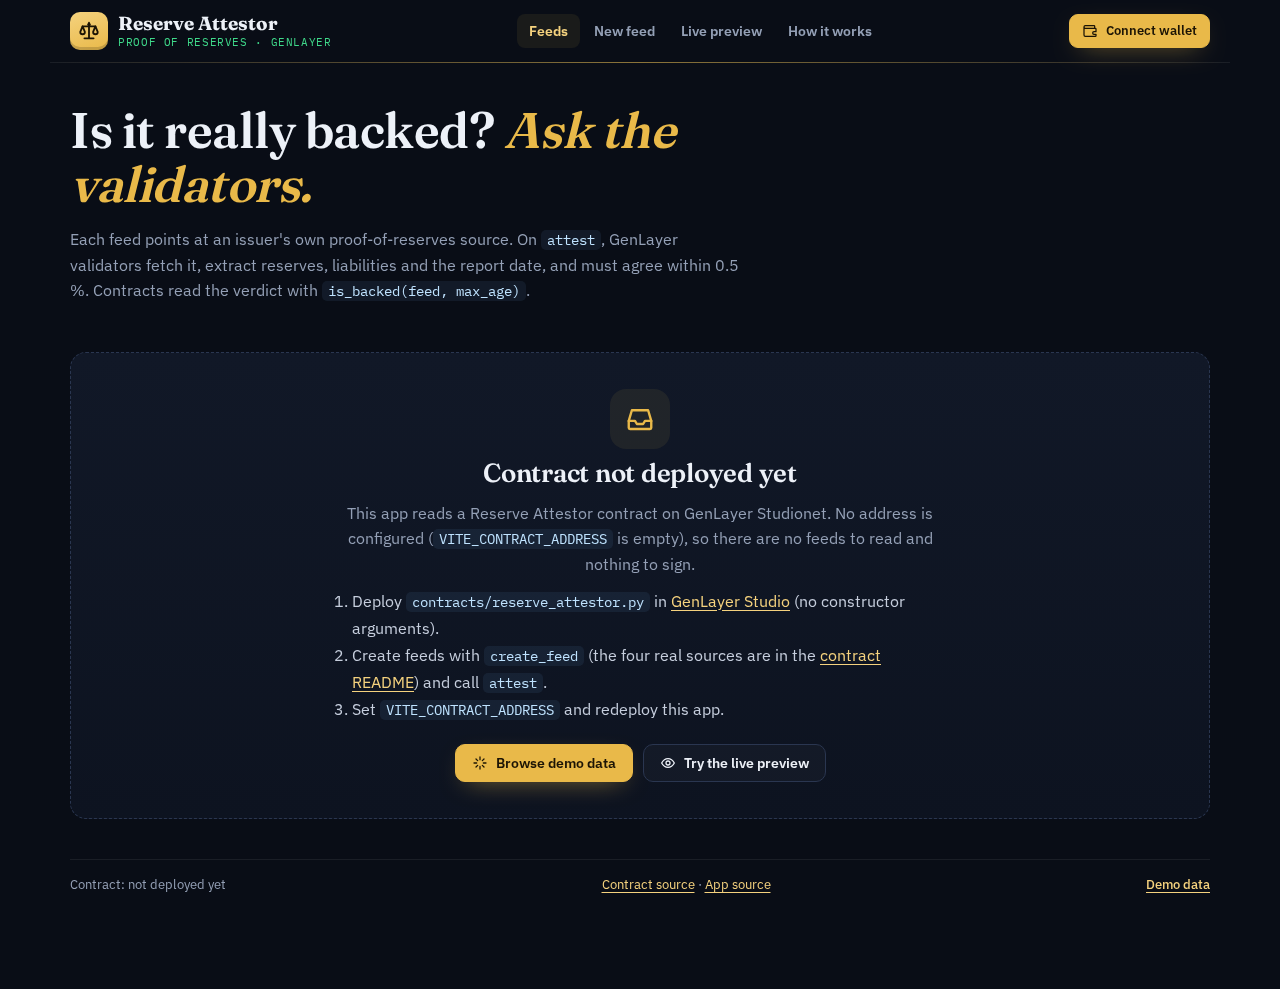 Reserve Attestor
PROOF OF RESERVES · GENLAYER
Feeds
New feed
Live preview
How it works
Connect wallet
Is it really backed? Ask the
validators.
Each feed points at an issuer's own proof-of-reserves source. On attest, GenLayer
validators fetch it, extract reserves, liabilities and the report date, and must agree within 0.5
%. Contracts read the verdict with is_backed(feed, max_age).
Contract not deployed yet
This app reads a Reserve Attestor contract on GenLayer Studionet. No address is
configured (VITE_CONTRACT_ADDRESS is empty), so there are no feeds to read and
nothing to sign.
1. Deploy contracts/reserve_attestor.py in GenLayer Studio (no constructor
arguments).
2. Create feeds with create_feed (the four real sources are in the contract
README) and call attest.
3. Set VITE_CONTRACT_ADDRESS and redeploy this app.
Browse demo data
Try the live preview
Contract: not deployed yet
Contract source · App source
Demo data